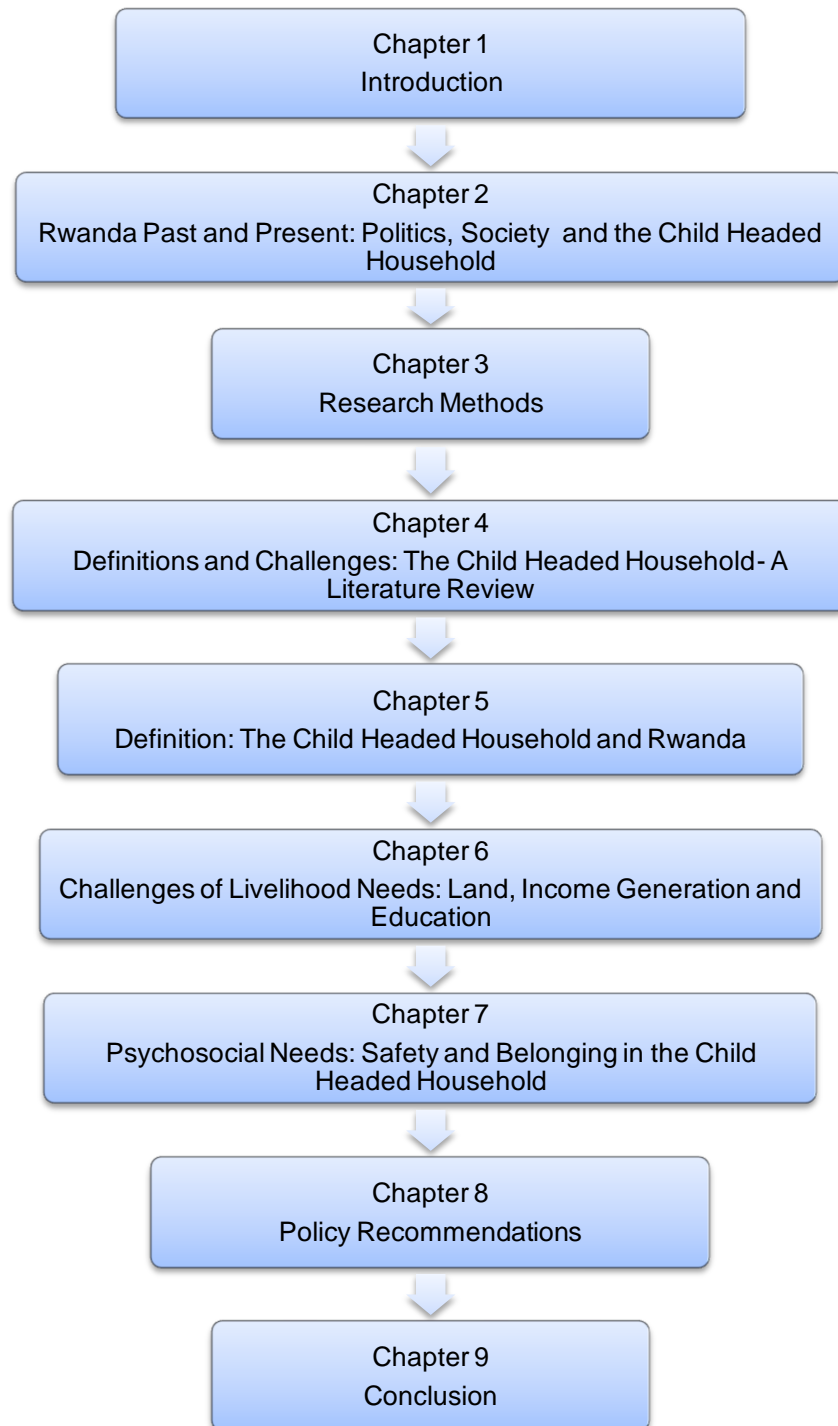 Chapter 1
Introduction
Chapter 2
Rwanda Past and Present: Politics, Society and the Child Headed
Household
Chapter 3
Research Methods
Chapter 4
Definitions and Challenges: The Child Headed Household- A
Literature Review
Chapter 5
Definition: The Child Headed Household and Rwanda
Chapter 6
Challenges of Livelihood Needs: Land, Income Generation and
Education
Chapter 7
Psychosocial Needs: Safety and Belonging in the Child
Headed Household
Chapter 8
Policy Recommendations
Chapter 9
Conclusion